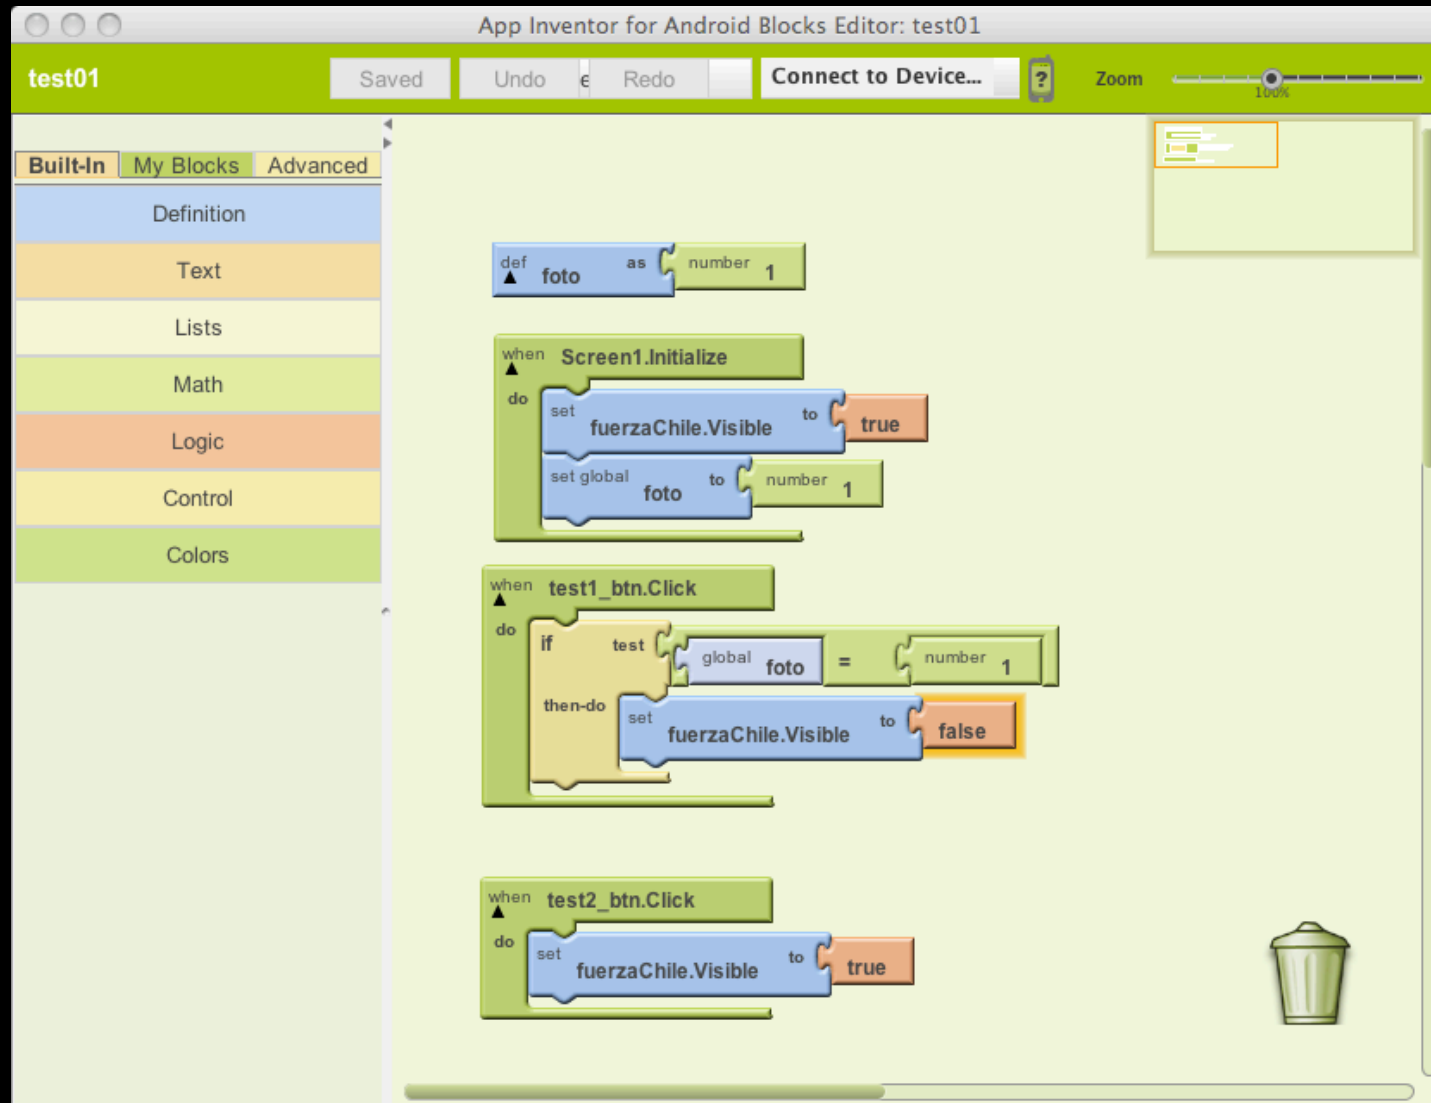 App Inventor for Android Blocks Editor: test01
test01 Saved Undo e Redo Connect to Device... ? Zoom 100%
Built-In My Blocks Advanced
Definition
Text
Lists
Math
Logic
Control
Colors
def foto as number 1
when Screen1.Initialize
do set fuerzaChile.Visible to true
set global foto to number 1
when test1_btn.Click
do if test global foto = number 1
then-do set fuerzaChile.Visible to false
when test2_btn.Click
do set fuerzaChile.Visible to true